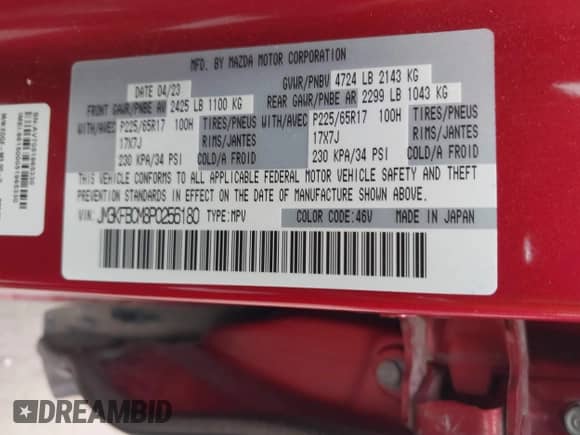 MFD. BY MAZDA MOTOR CORPORATION
DATE 04/23
GVWR/PNBV 4724 LB 2143 KG
FRONT GAWR/PNBE AV 2425 LB 1100 KG
REAR GAWR/PNBE AR 2299 LB 1043 KG
WITH/AVEC P225/65R17 100H TIRES/PNEUS WITH/AVEC P225/65R17 100H TIRES/PNEUS
17X7J RIMS/JANTES 17X7J RIMS/JANTES
230 KPA/34 PSI COLD/A FROID 230 KPA/34 PSI COLD/A FROID
THIS VEHICLE CONFORMS TO ALL APPLICABLE FEDERAL MOTOR VEHICLE SAFETY AND THEFT
PREVENTION STANDARDS IN EFFECT ON THE DATE OF MANUFACTURE SHOWN ABOVE.
VIN: JM3KFBCM8P0256180 TYPE: MPV COLOR CODE: 46V MADE IN JAPAN
DREAMBID